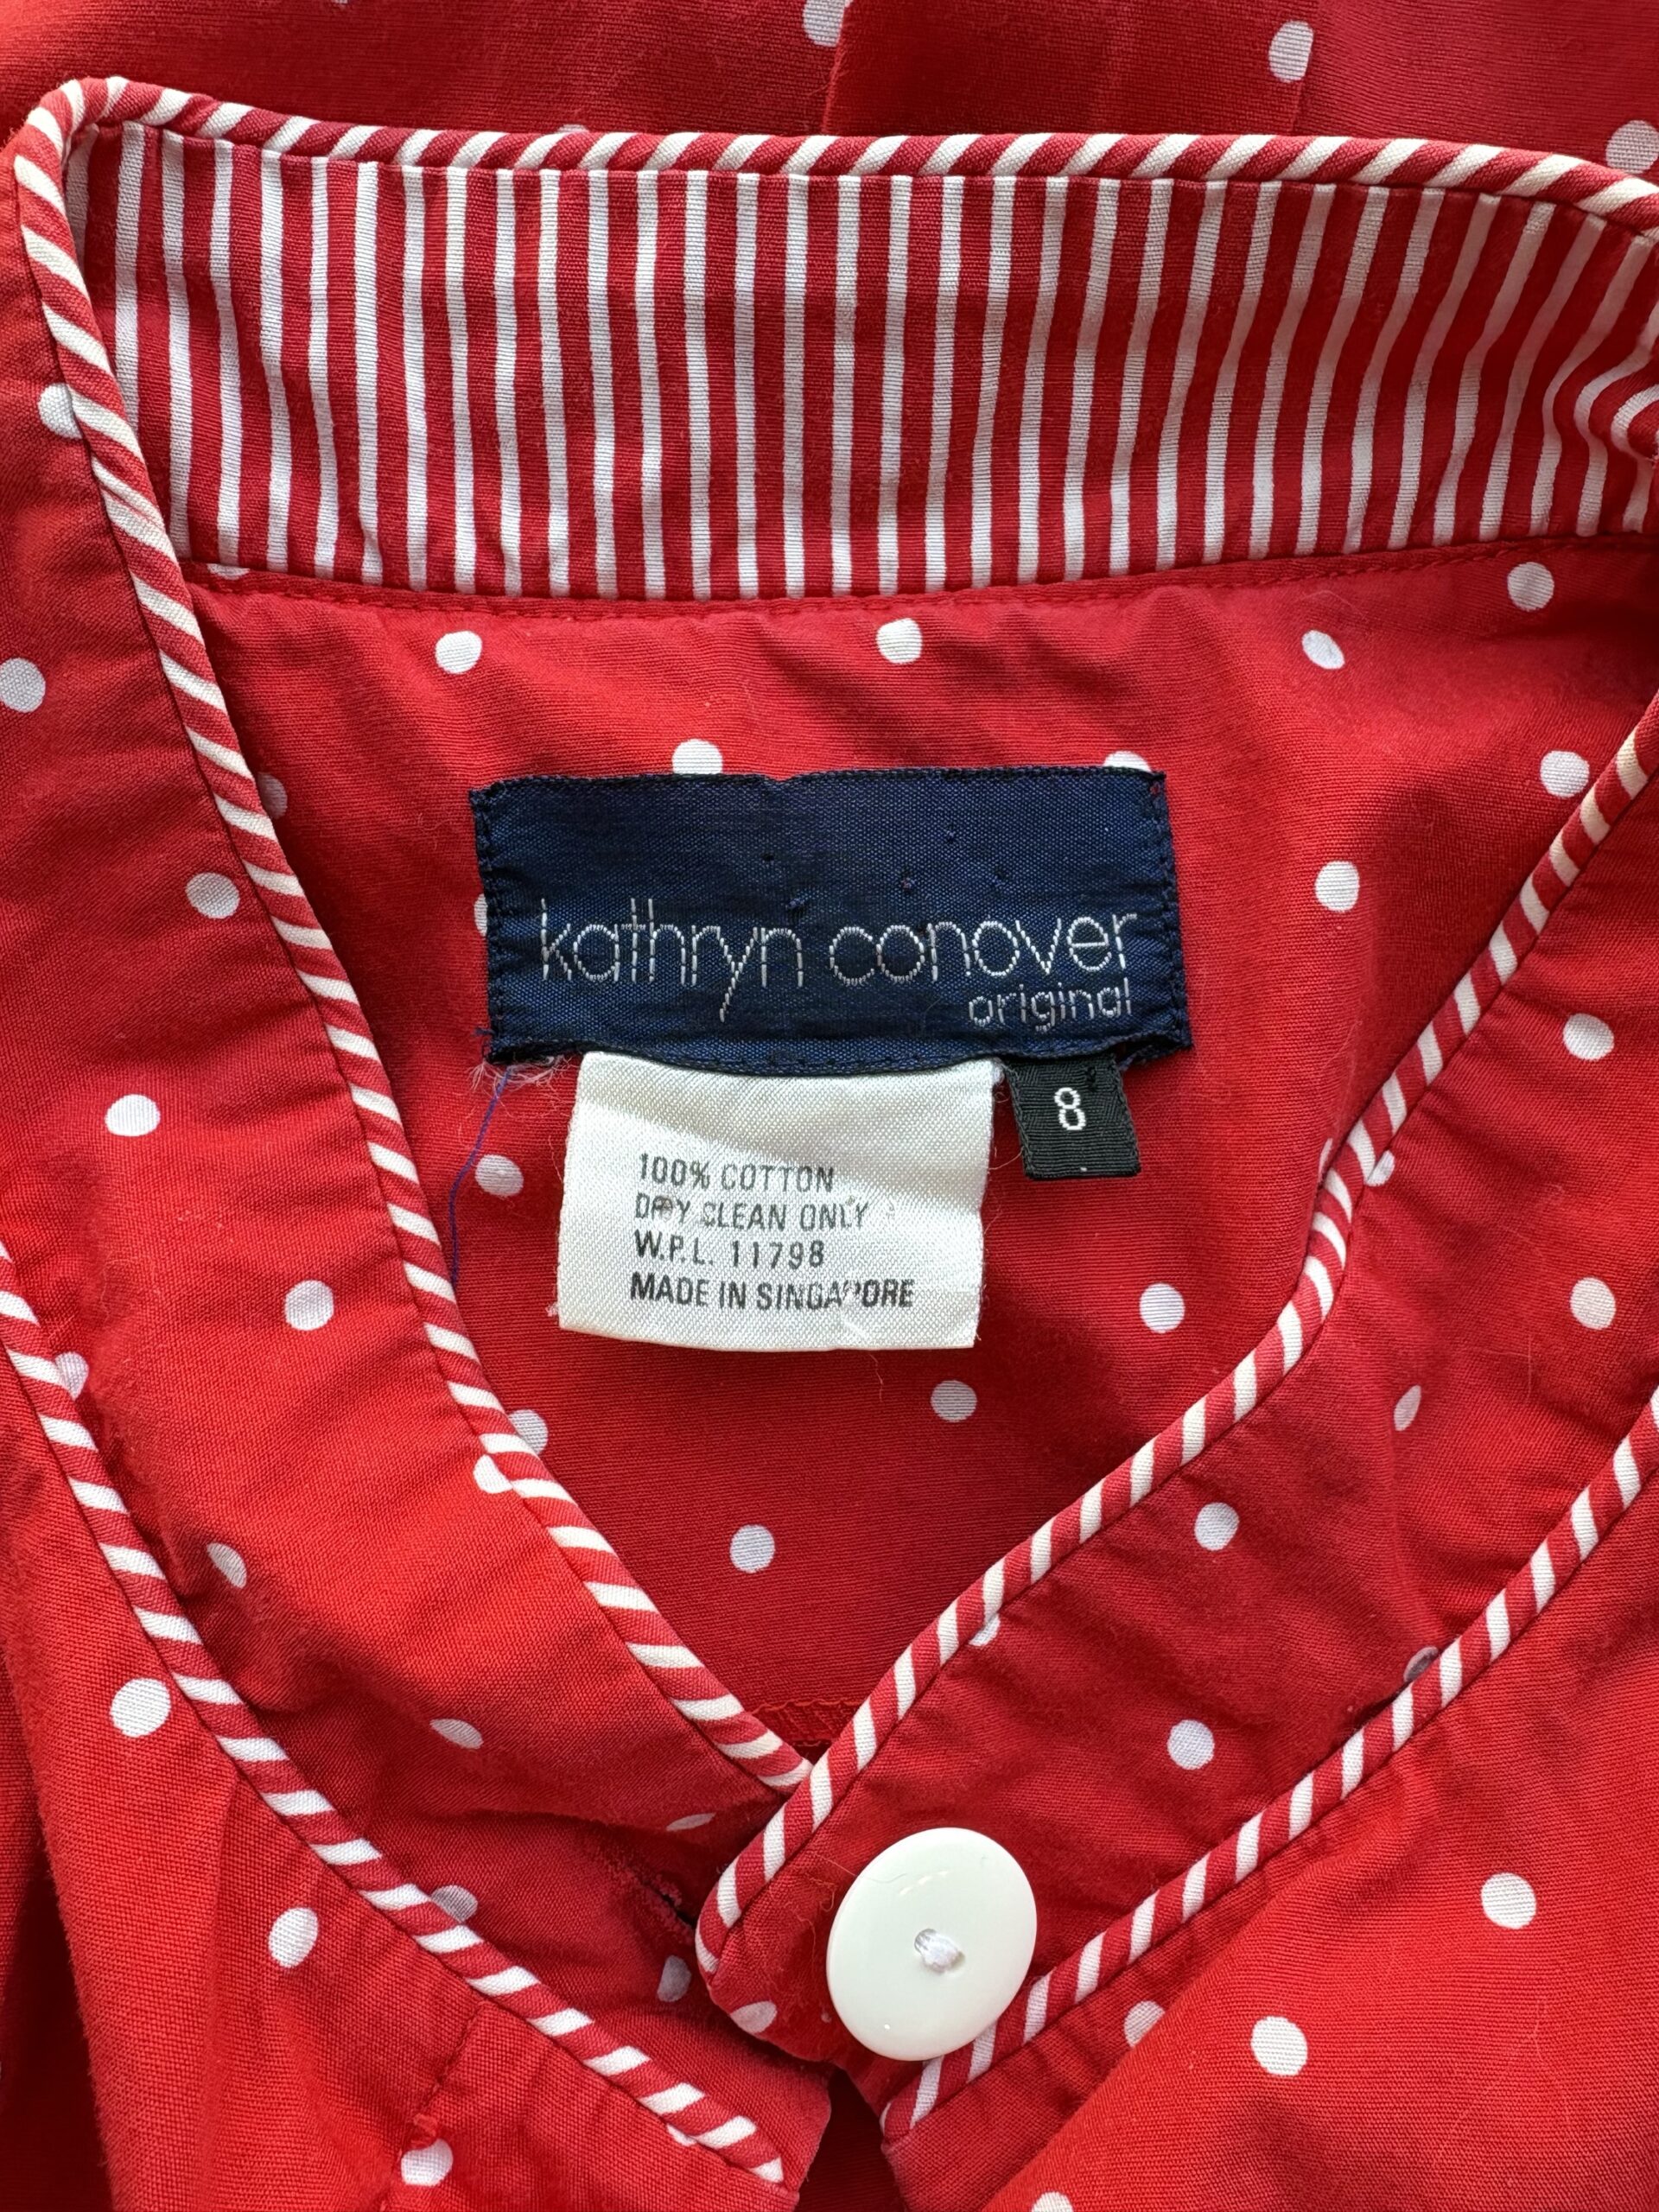 kathryn conover
original
8
100% COTTON
DRY CLEAN ONLY
W.P.L. 11798
MADE IN SINGAPORE